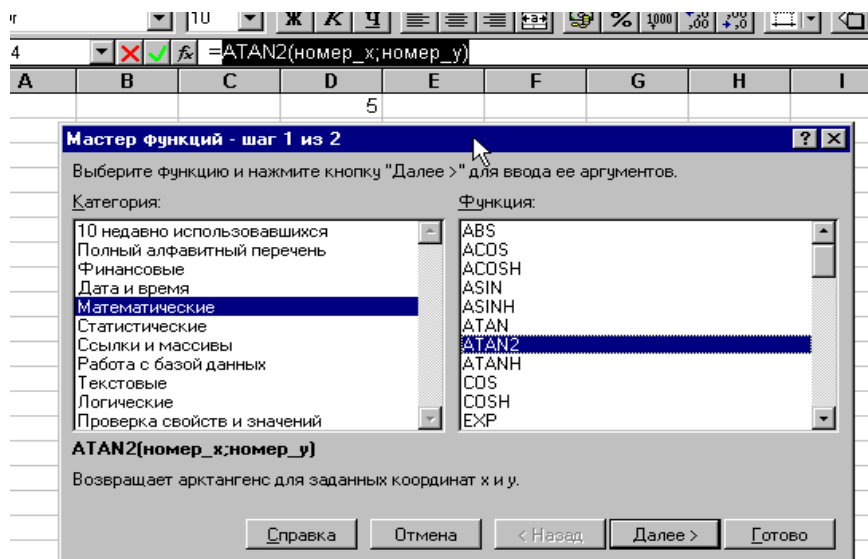 10 Ж К Ч % 1000
4 fx =ATAN2(номер_x;номер_y)
A B C D E F G H I
5
Мастер функций - шаг 1 из 2
Выберите функцию и нажмите кнопку "Далее >" для ввода ее аргументов.
Категория:
10 недавно использовавшихся
Полный алфавитный перечень
Финансовые
Дата и время
Математические
Статистические
Ссылки и массивы
Работа с базой данных
Текстовые
Логические
Проверка свойств и значений
Функция:
ABS
ACOS
ACOSH
ASIN
ASINH
ATAN
ATAN2
ATANH
COS
COSH
EXP
ATAN2(номер_x;номер_y)
Возвращает арктангенс для заданных координат x и y.
Справка Отмена < Назад Далее > Готово